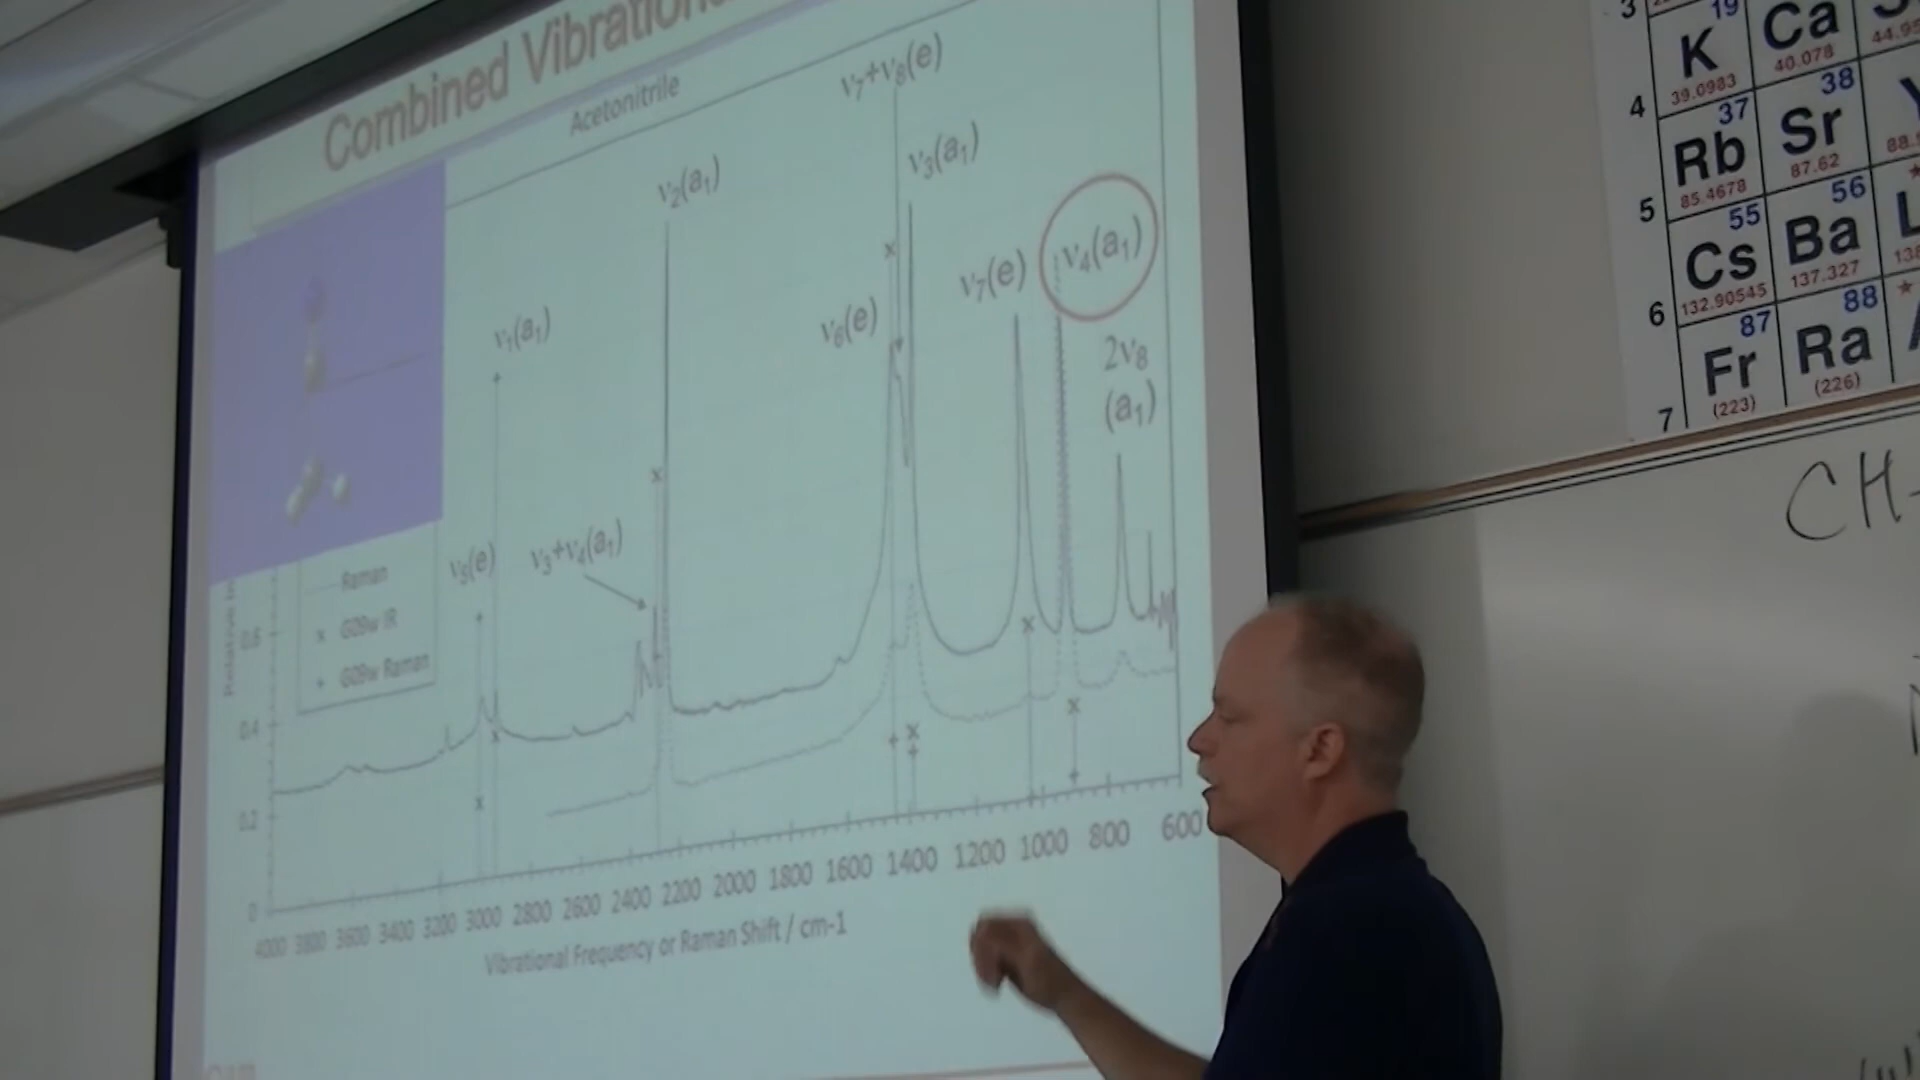 Combined Vibration
Acetonitrile
ν7+ν8(e)
ν3(a1)
ν2(a1)
ν4(a1)
ν7(e)
ν6(e)
ν1(a1)
2ν8
(a1)
ν5(e)
ν3+ν4(a1)
Raman
G09w IR
G09w Raman
0.6
0.4
0.2
0
4000 3800 3600 3400 3200 3000 2800 2600 2400 2200 2000 1800 1600 1400 1200 1000 800 600
Vibrational Frequency or Raman Shift / cm-1
3
4
5
6
7
19
K
39.0983
Ca
40.078
37
Rb
85.4678
38
Sr
87.62
55
Cs
132.90545
56
Ba
137.327
87
Fr
(223)
88
Ra
(226)
CH